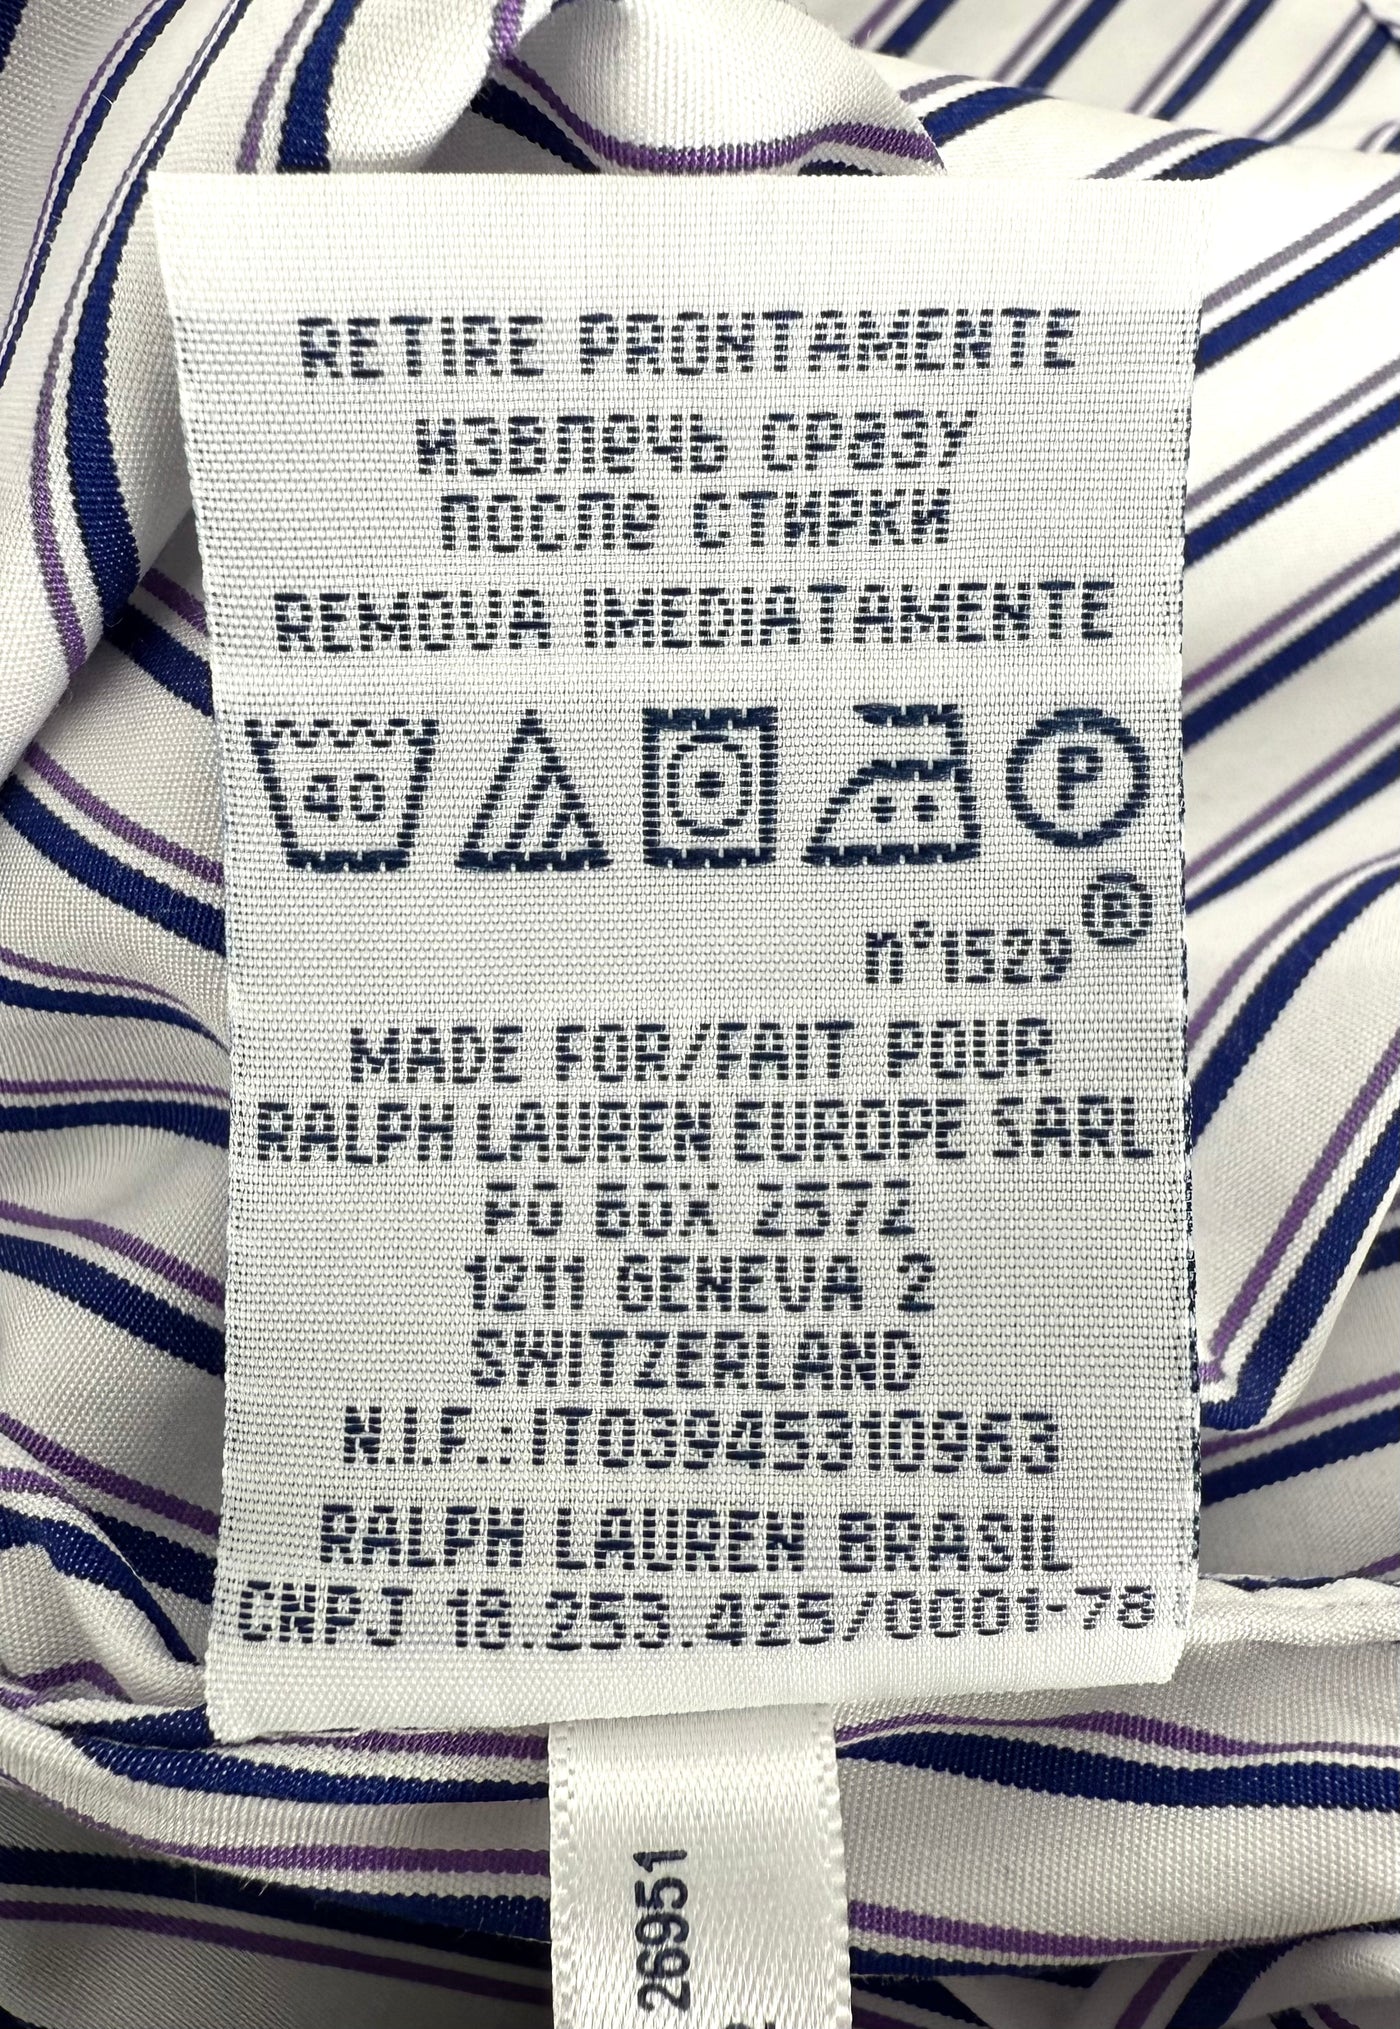 RETIRE PRONTAMENTE
извлечь сразу
после стирки
REMOVA IMEDIATAMENTE
40 P
®
n°1529
MADE FOR/FAIT POUR
RALPH LAUREN EUROPE SARL
PO BOX 2572
1211 GENEVA 2
SWITZERLAND
N.I.F.:IT03945310963
RALPH LAUREN BRASIL
CNPJ 16.253.425/0001-78
26951